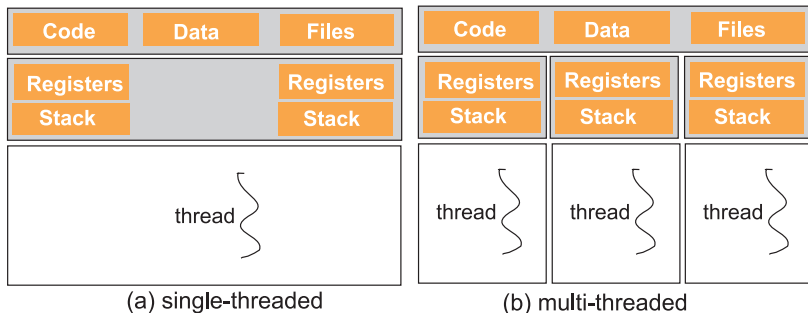 Code Data Files
Registers Registers
Stack Stack
thread
(a) single-threaded
Code Data Files
Registers Registers Registers
Stack Stack Stack
thread thread thread
(b) multi-threaded